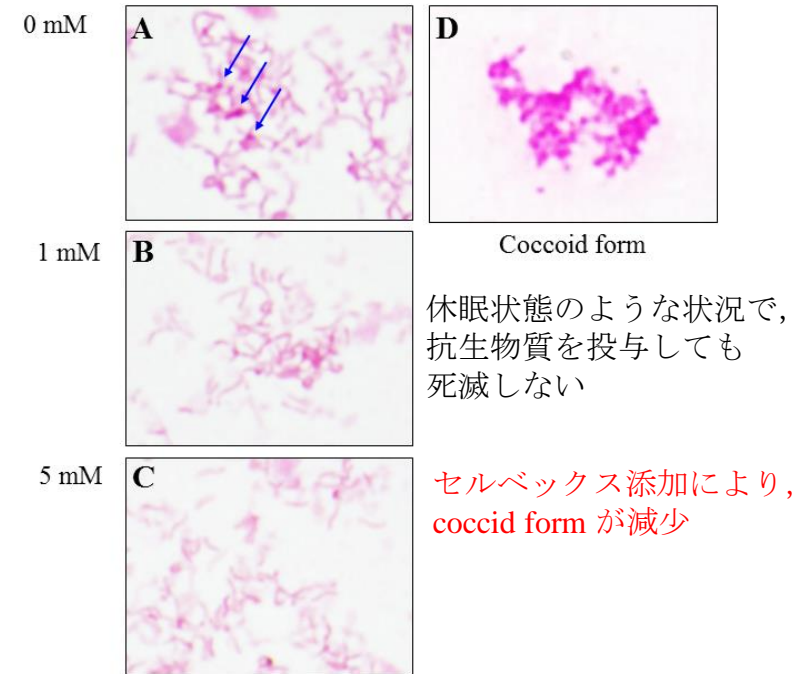 0 mM
A
D
Coccoid form
1 mM
B
休眠状態のような状況で,
抗生物質を投与しても
死滅しない
5 mM
C
セルベックス添加により,
coccid form が減少